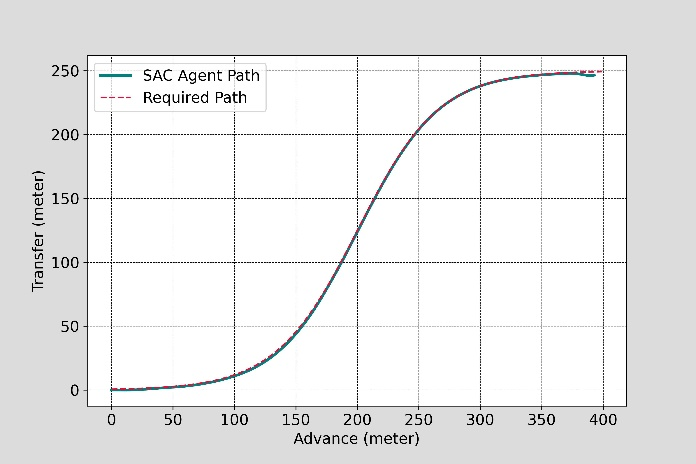 SAC Agent Path
Required Path
250
200
150
100
50
0
Transfer (meter)
0 50 100 150 200 250 300 350 400
Advance (meter)